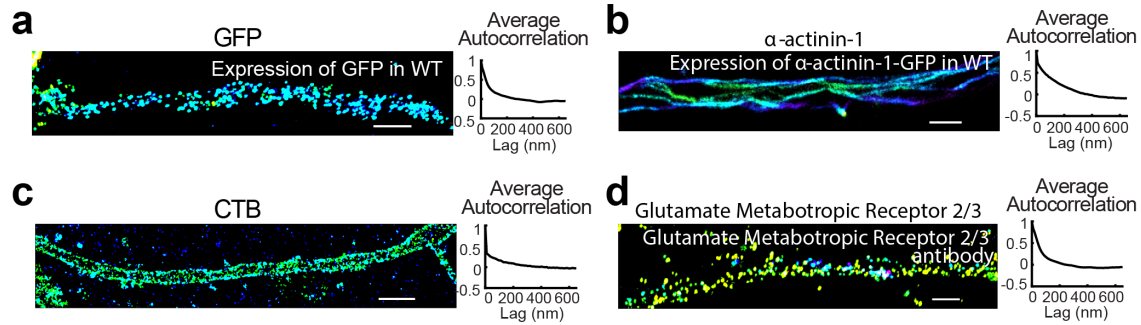 a
GFP
Expression of GFP in WT
Average
Autocorrelation
1
0
0.5
0 200 400 600
Lag (nm)
b
α-actinin-1
Expression of α-actinin-1-GFP in WT
Average
Autocorrelation
1
0.5
0
-0.5
0 200 400 600
Lag (nm)
c
CTB
Average
Autocorrelation
1
0
0.5
0 200 400 600
Lag (nm)
d
Glutamate Metabotropic Receptor 2/3
Glutamate Metabotropic Receptor 2/3
antibody
Average
Autocorrelation
1
0.5
0
-0.5
0 200 400 600
Lag (nm)